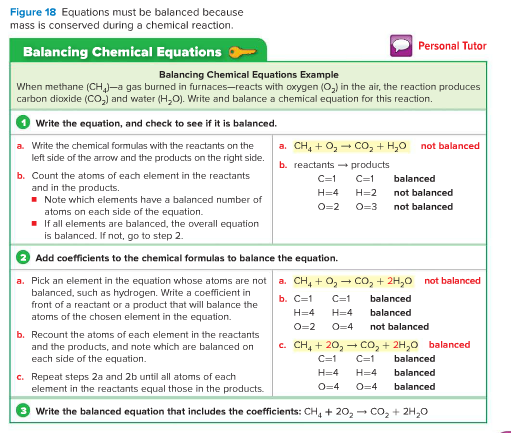 Figure 18 Equations must be balanced because
mass is conserved during a chemical reaction.
Balancing Chemical Equations
Personal Tutor
Balancing Chemical Equations Example
When methane (CH₄)—a gas burned in furnaces—reacts with oxygen (O₂) in the air, the reaction produces
carbon dioxide (CO₂) and water (H₂O). Write and balance a chemical equation for this reaction.
1 Write the equation, and check to see if it is balanced.
a. Write the chemical formulas with the reactants on the
left side of the arrow and the products on the right side.
b. Count the atoms of each element in the reactants
and in the products.
■ Note which elements have a balanced number of
atoms on each side of the equation.
■ If all elements are balanced, the overall equation
is balanced. If not, go to step 2.
a. CH₄ + O₂ → CO₂ + H₂O not balanced
b. reactants → products
C=1 C=1 balanced
H=4 H=2 not balanced
O=2 O=3 not balanced
2 Add coefficients to the chemical formulas to balance the equation.
a. Pick an element in the equation whose atoms are not
balanced, such as hydrogen. Write a coefficient in
front of a reactant or a product that will balance the
atoms of the chosen element in the equation.
b. Recount the atoms of each element in the reactants
and the products, and note which are balanced on
each side of the equation.
c. Repeat steps 2a and 2b until all atoms of each
element in the reactants equal those in the products.
a. CH₄ + O₂ → CO₂ + 2H₂O not balanced
b. C=1 C=1 balanced
H=4 H=4 balanced
O=2 O=4 not balanced
c. CH₄ + 2O₂ → CO₂ + 2H₂O balanced
C=1 C=1 balanced
H=4 H=4 balanced
O=4 O=4 balanced
3 Write the balanced equation that includes the coefficients: CH₄ + 2O₂ → CO₂ + 2H₂O